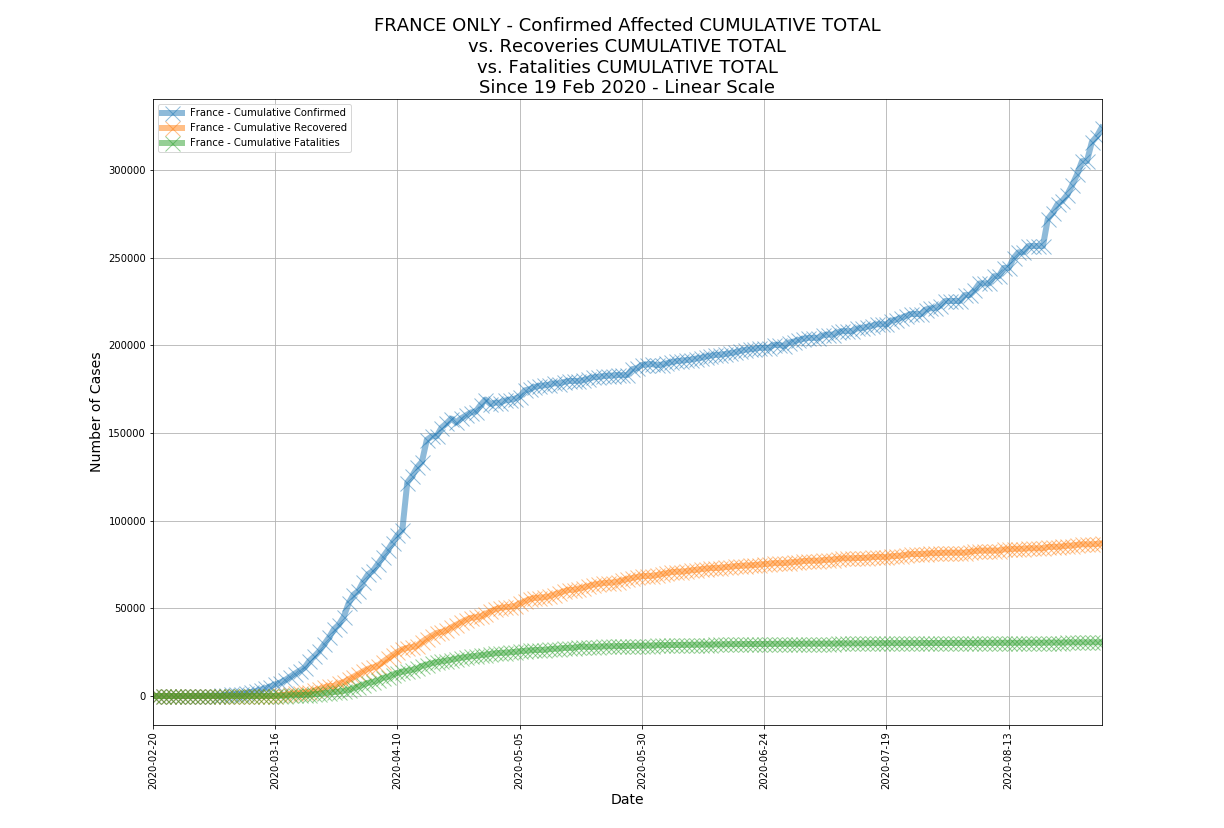 FRANCE ONLY - Confirmed Affected CUMULATIVE TOTAL
vs. Recoveries CUMULATIVE TOTAL
vs. Fatalities CUMULATIVE TOTAL
Since 19 Feb 2020 - Linear Scale
France - Cumulative Confirmed
France - Cumulative Recovered
France - Cumulative Fatalities
Number of Cases
300000
250000
200000
150000
100000
50000
0
2020-02-20
2020-03-16
2020-04-10
2020-05-05
2020-05-30
2020-06-24
2020-07-19
2020-08-13
Date